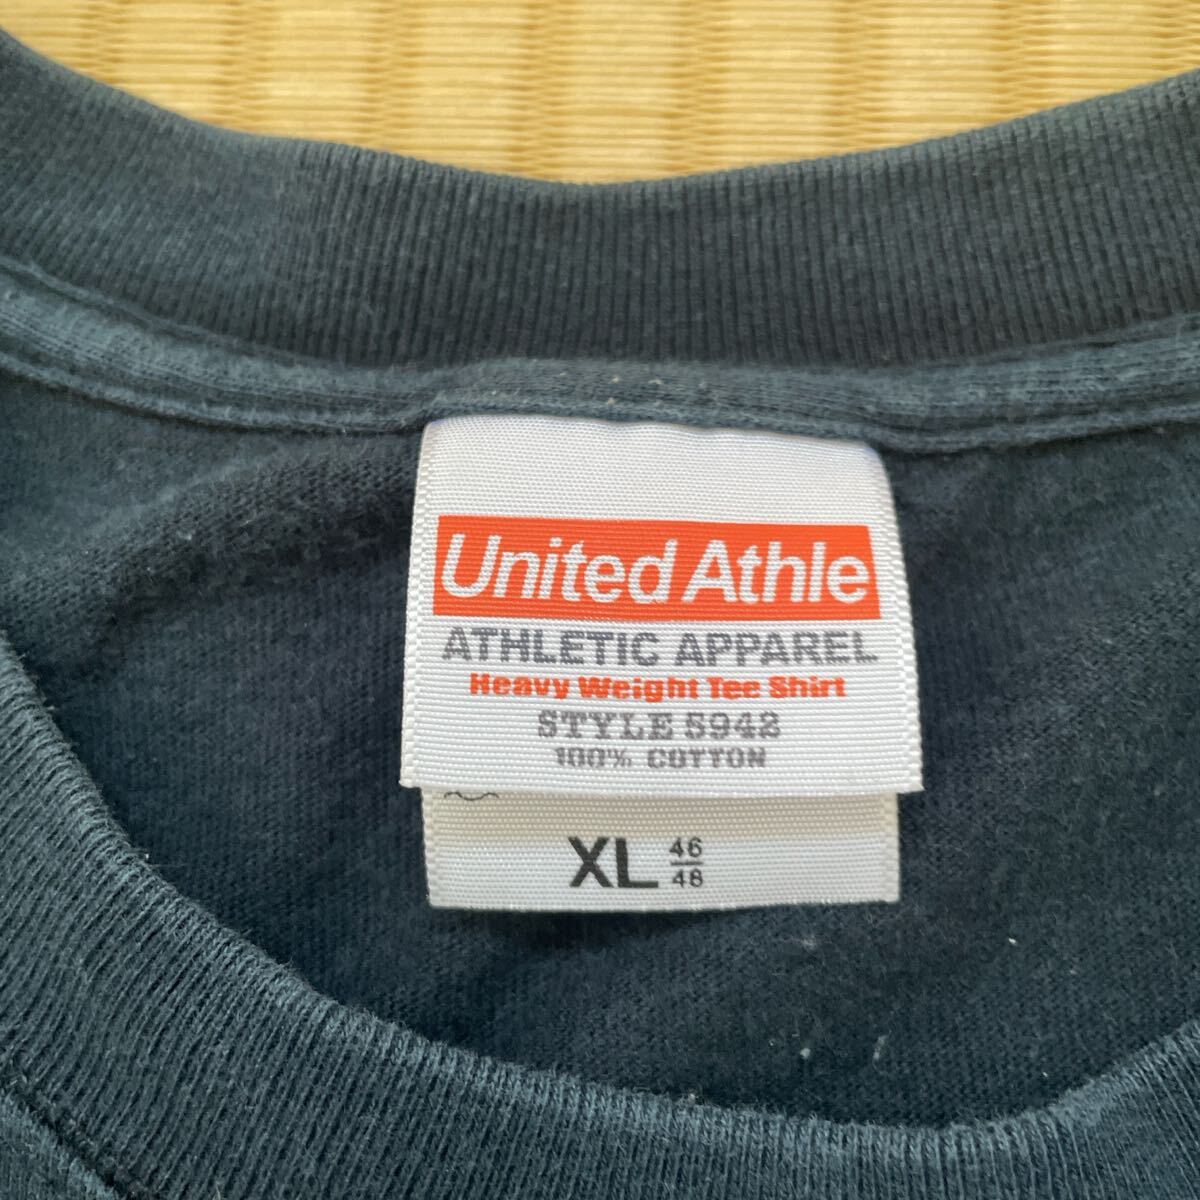 United Athle
ATHLETIC APPAREL
Heavy Weight Tee Shirt
STYLE 5942
100% COTTON
XL 46/48